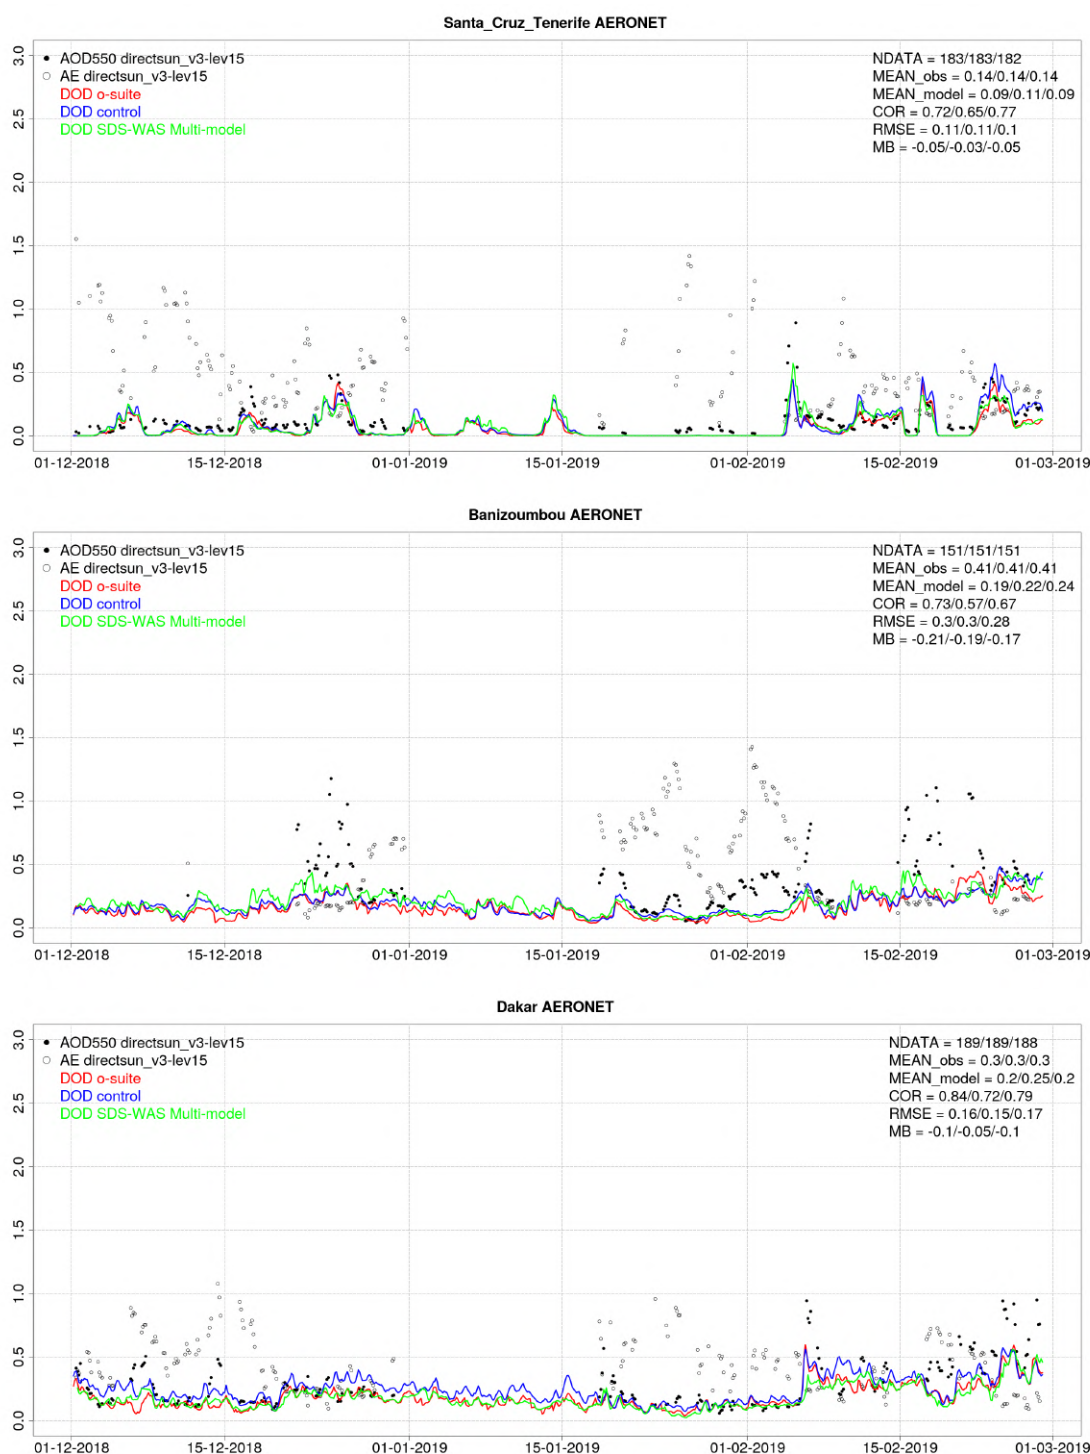 Santa_Cruz_Tenerife AERONET
AOD550 directsun_v3-lev15
AE directsun_v3-lev15
DOD o-suite
DOD control
DOD SDS-WAS Multi-model
NDATA = 183/183/182
MEAN_obs = 0.14/0.14/0.14
MEAN_model = 0.09/0.11/0.09
COR = 0.72/0.65/0.77
RMSE = 0.11/0.11/0.1
MB = -0.05/-0.03/-0.05
3.0
2.5
2.0
1.5
1.0
0.5
0.0
01-12-2018 15-12-2018 01-01-2019 15-01-2019 01-02-2019 15-02-2019 01-03-2019
Banizoumbou AERONET
AOD550 directsun_v3-lev15
AE directsun_v3-lev15
DOD o-suite
DOD control
DOD SDS-WAS Multi-model
NDATA = 151/151/151
MEAN_obs = 0.41/0.41/0.41
MEAN_model = 0.19/0.22/0.24
COR = 0.73/0.57/0.67
RMSE = 0.3/0.3/0.28
MB = -0.21/-0.19/-0.17
3.0
2.5
2.0
1.5
1.0
0.5
0.0
01-12-2018 15-12-2018 01-01-2019 15-01-2019 01-02-2019 15-02-2019 01-03-2019
Dakar AERONET
AOD550 directsun_v3-lev15
AE directsun_v3-lev15
DOD o-suite
DOD control
DOD SDS-WAS Multi-model
NDATA = 189/189/188
MEAN_obs = 0.3/0.3/0.3
MEAN_model = 0.2/0.25/0.2
COR = 0.84/0.72/0.79
RMSE = 0.16/0.15/0.17
MB = -0.1/-0.05/-0.1
3.0
2.5
2.0
1.5
1.0
0.5
0.0
01-12-2018 15-12-2018 01-01-2019 15-01-2019 01-02-2019 15-02-2019 01-03-2019